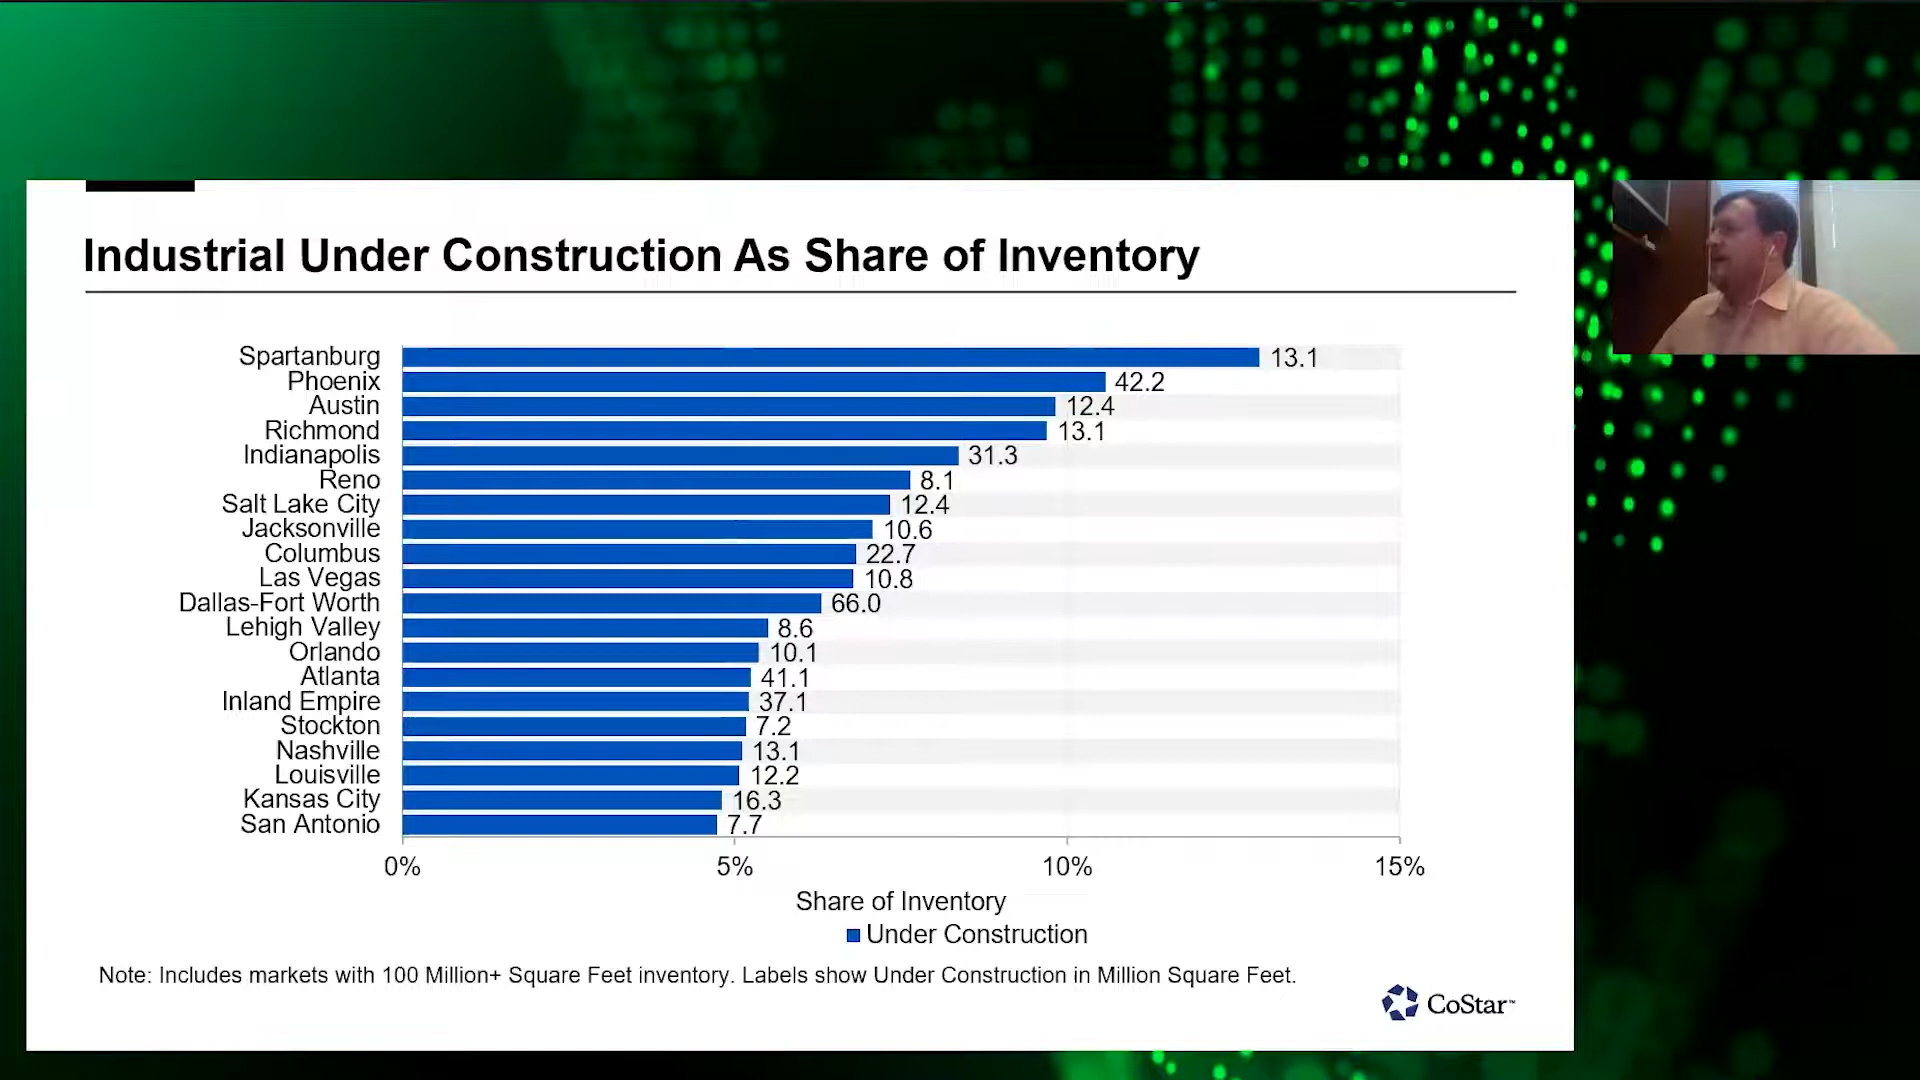 Industrial Under Construction As Share of Inventory
Spartanburg 13.1
Phoenix 42.2
Austin 12.4
Richmond 13.1
Indianapolis 31.3
Reno 8.1
Salt Lake City 12.4
Jacksonville 10.6
Columbus 22.7
Las Vegas 10.8
Dallas-Fort Worth 66.0
Lehigh Valley 8.6
Orlando 10.1
Atlanta 41.1
Inland Empire 37.1
Stockton 7.2
Nashville 13.1
Louisville 12.2
Kansas City 16.3
San Antonio 7.7
0% 5% 10% 15%
Share of Inventory
Under Construction
Note: Includes markets with 100 Million+ Square Feet inventory. Labels show Under Construction in Million Square Feet.
CoStar™